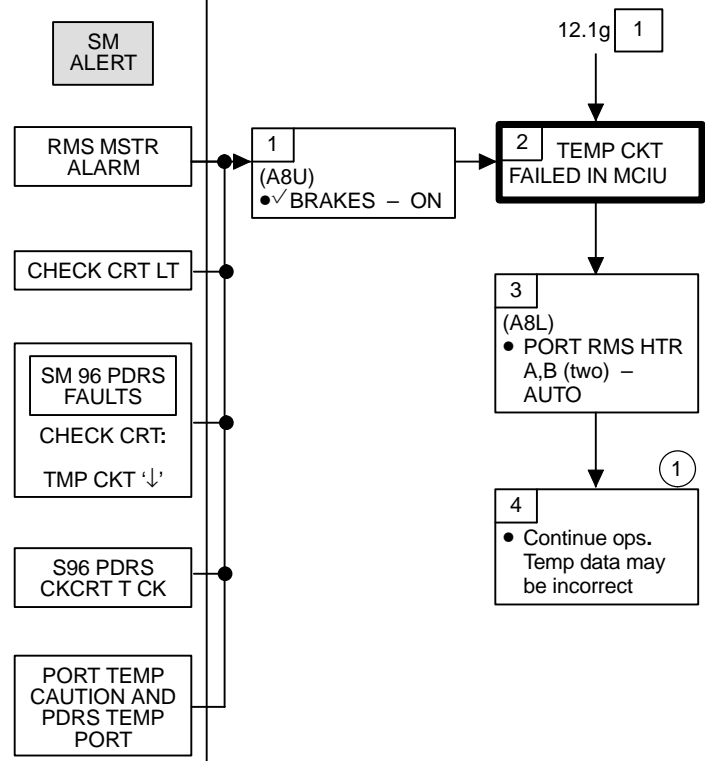 SM
ALERT
RMS MSTR
ALARM
CHECK CRT LT
SM 96 PDRS
FAULTS
CHECK CRT:
TMP CKT ‘↓’
S96 PDRS
CKCRT T CK
PORT TEMP
CAUTION AND
PDRS TEMP
PORT
1
(A8U)
●√BRAKES – ON
12.1g 1
2 TEMP CKT
FAILED IN MCIU
3
(A8L)
● PORT RMS HTR
A,B (two) –
AUTO
1
4
● Continue ops.
Temp data may
be incorrect